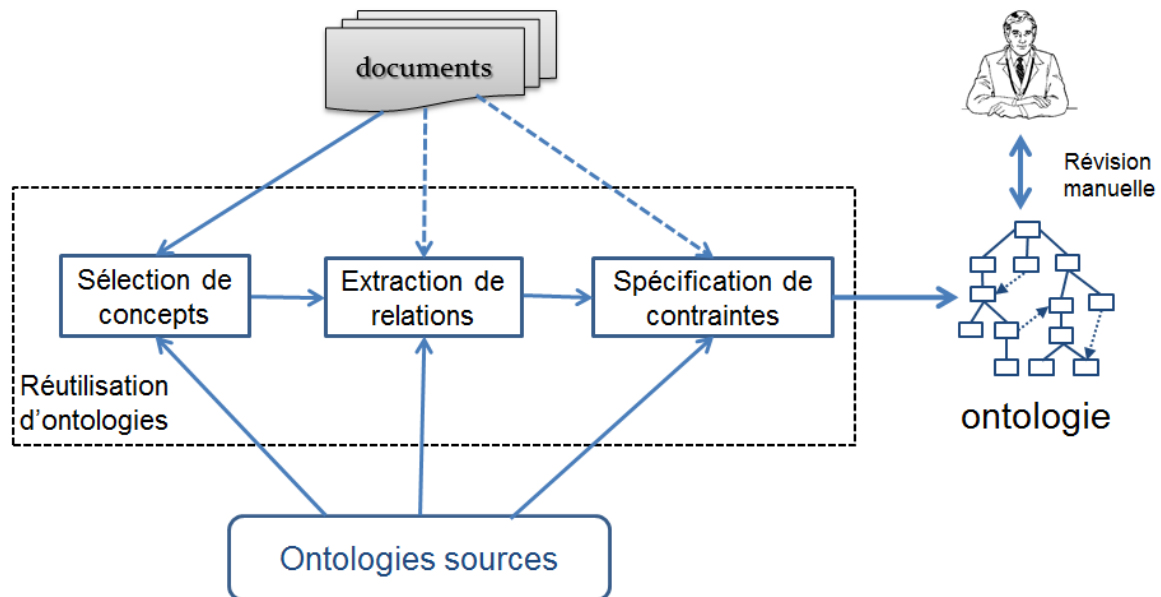 documents
Révision
manuelle
Sélection de
concepts
Extraction de
relations
Spécification de
contraintes
Réutilisation
d'ontologies
ontologie
Ontologies sources